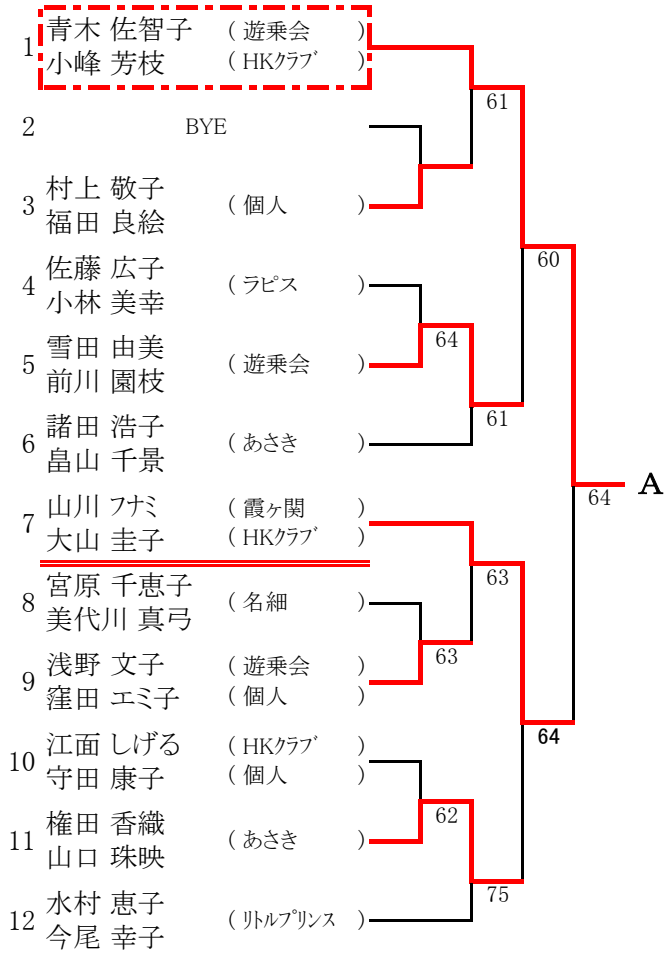 1 青木 佐智子 ( 遊乗会 )
小峰 芳枝 ( HKｸﾗﾌﾞ )
61
2 BYE
3 村上 敬子
福田 良絵 ( 個人 )
60
4 佐藤 広子
小林 美幸 ( ラピス )
64
5 雪田 由美
前川 園枝 ( 遊乗会 )
61
6 諸田 浩子
畠山 千景 ( あさき )
64 A
7 山川 フナミ ( 霞ヶ関 )
大山 圭子 ( HKｸﾗﾌﾞ )
63
8 宮原 千恵子
美代川 真弓 ( 名細 )
63
9 浅野 文子 ( 遊乗会 )
窪田 エミ子 ( 個人 )
64
10 江面 しげる ( HKｸﾗﾌﾞ )
守田 康子 ( 個人 )
62
11 権田 香織
山口 珠映 ( あさき )
75
12 水村 恵子
今尾 幸子 ( ﾘﾄﾙﾌﾟﾘﾝｽ )